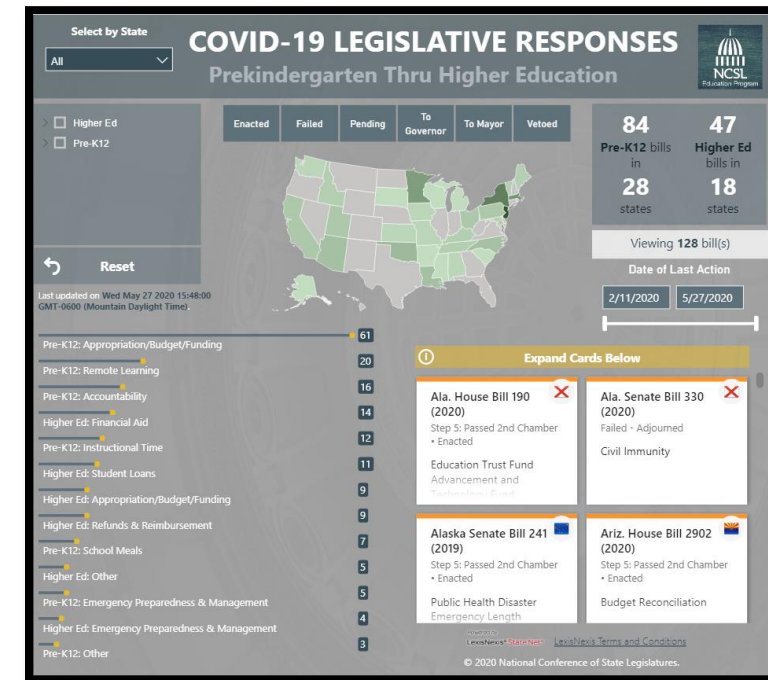 Select by State
All
COVID-19 LEGISLATIVE RESPONSES
Prekindergarten Thru Higher Education
NCSL
Education Program
Higher Ed
Pre-K12
Reset
Last updated on Wed May 27 2020 15:48:00
GMT-0600 (Mountain Daylight Time).
Enacted
Failed
Pending
To
Governor
To Mayor
Vetoed
84
Pre-K12 bills
in
28
states
47
Higher Ed
bills in
18
states
Viewing 128 bill(s)
Date of Last Action
2/11/2020
5/27/2020
61
Pre-K12: Appropriation/Budget/Funding
20
Pre-K12: Remote Learning
16
Pre-K12: Accountability
14
Higher Ed: Financial Aid
12
Pre-K12: Instructional Time
11
Higher Ed: Student Loans
9
Higher Ed: Appropriation/Budget/Funding
9
Higher Ed: Refunds & Reimbursement
7
Pre-K12: School Meals
5
Higher Ed: Other
5
Pre-K12: Emergency Preparedness & Management
4
Higher Ed: Emergency Preparedness & Management
3
Pre-K12: Other
Expand Cards Below
Ala. House Bill 190
(2020)
Step 5: Passed 2nd Chamber
• Enacted
Education Trust Fund
Advancement and
Technology Fund
Ala. Senate Bill 330
(2020)
Failed - Adjourned
Civil Immunity
Alaska Senate Bill 241
(2019)
Step 5: Passed 2nd Chamber
• Enacted
Public Health Disaster
Emergency Length
Ariz. House Bill 2902
(2020)
Step 5: Passed 2nd Chamber
• Enacted
Budget Reconciliation
powered by
LexisNexis® State Net®
LexisNexis Terms and Conditions
© 2020 National Conference of State Legislatures.